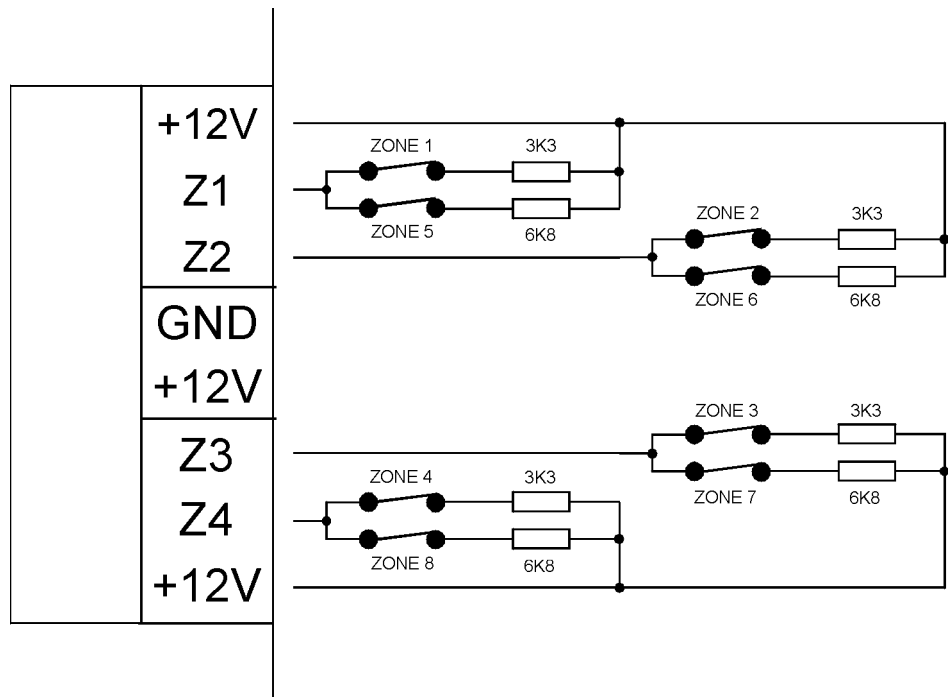 +12V
Z1
Z2
GND
+12V
Z3
Z4
+12V
ZONE 1
3K3
ZONE 5
6K8
ZONE 2
3K3
ZONE 6
6K8
ZONE 3
3K3
ZONE 7
6K8
ZONE 4
3K3
ZONE 8
6K8